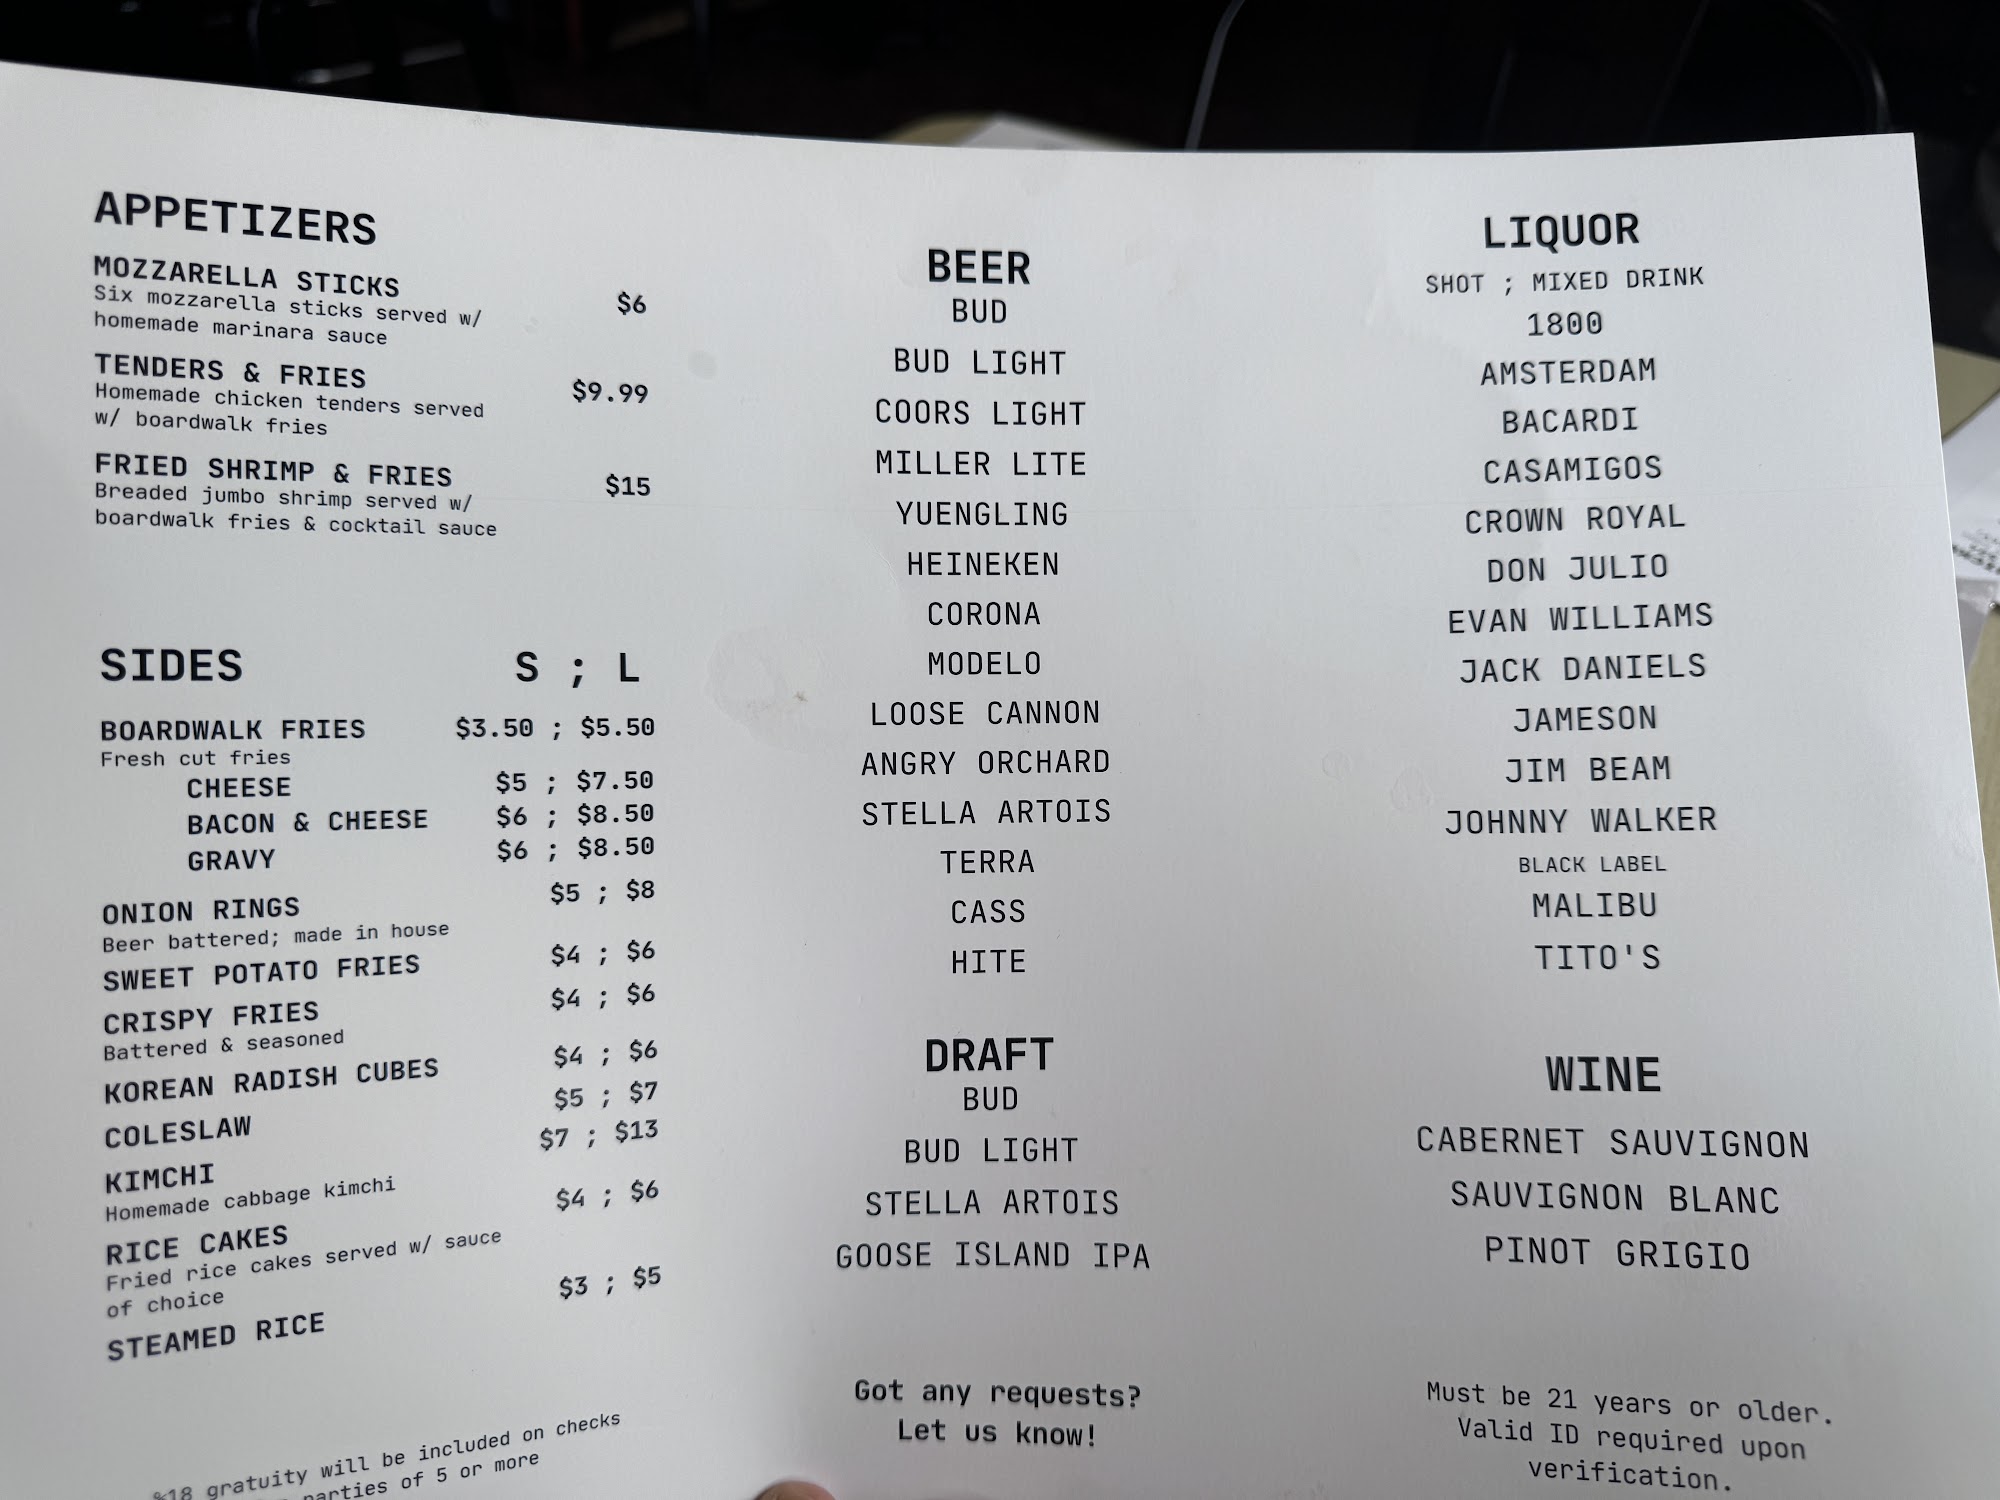 APPETIZERS
MOZZARELLA STICKS $6
Six mozzarella sticks served w/
homemade marinara sauce
TENDERS & FRIES $9.99
Homemade chicken tenders served
w/ boardwalk fries
FRIED SHRIMP & FRIES $15
Breaded jumbo shrimp served w/
boardwalk fries & cocktail sauce
SIDES S ; L
BOARDWALK FRIES $3.50 ; $5.50
Fresh cut fries
CHEESE $5 ; $7.50
BACON & CHEESE $6 ; $8.50
GRAVY $6 ; $8.50
ONION RINGS $5 ; $8
Beer battered; made in house
SWEET POTATO FRIES $4 ; $6
CRISPY FRIES $4 ; $6
Battered & seasoned
KOREAN RADISH CUBES $4 ; $6
COLESLAW $5 ; $7
KIMCHI $7 ; $13
Homemade cabbage kimchi
RICE CAKES $4 ; $6
Fried rice cakes served w/ sauce
of choice
STEAMED RICE $3 ; $5
%18 gratuity will be included on checks
parties of 5 or more
BEER
BUD
BUD LIGHT
COORS LIGHT
MILLER LITE
YUENGLING
HEINEKEN
CORONA
MODELO
LOOSE CANNON
ANGRY ORCHARD
STELLA ARTOIS
TERRA
CASS
HITE
DRAFT
BUD
BUD LIGHT
STELLA ARTOIS
GOOSE ISLAND IPA
Got any requests?
Let us know!
LIQUOR
SHOT ; MIXED DRINK
1800
AMSTERDAM
BACARDI
CASAMIGOS
CROWN ROYAL
DON JULIO
EVAN WILLIAMS
JACK DANIELS
JAMESON
JIM BEAM
JOHNNY WALKER
BLACK LABEL
MALIBU
TITO'S
WINE
CABERNET SAUVIGNON
SAUVIGNON BLANC
PINOT GRIGIO
Must be 21 years or older.
Valid ID required upon
verification.